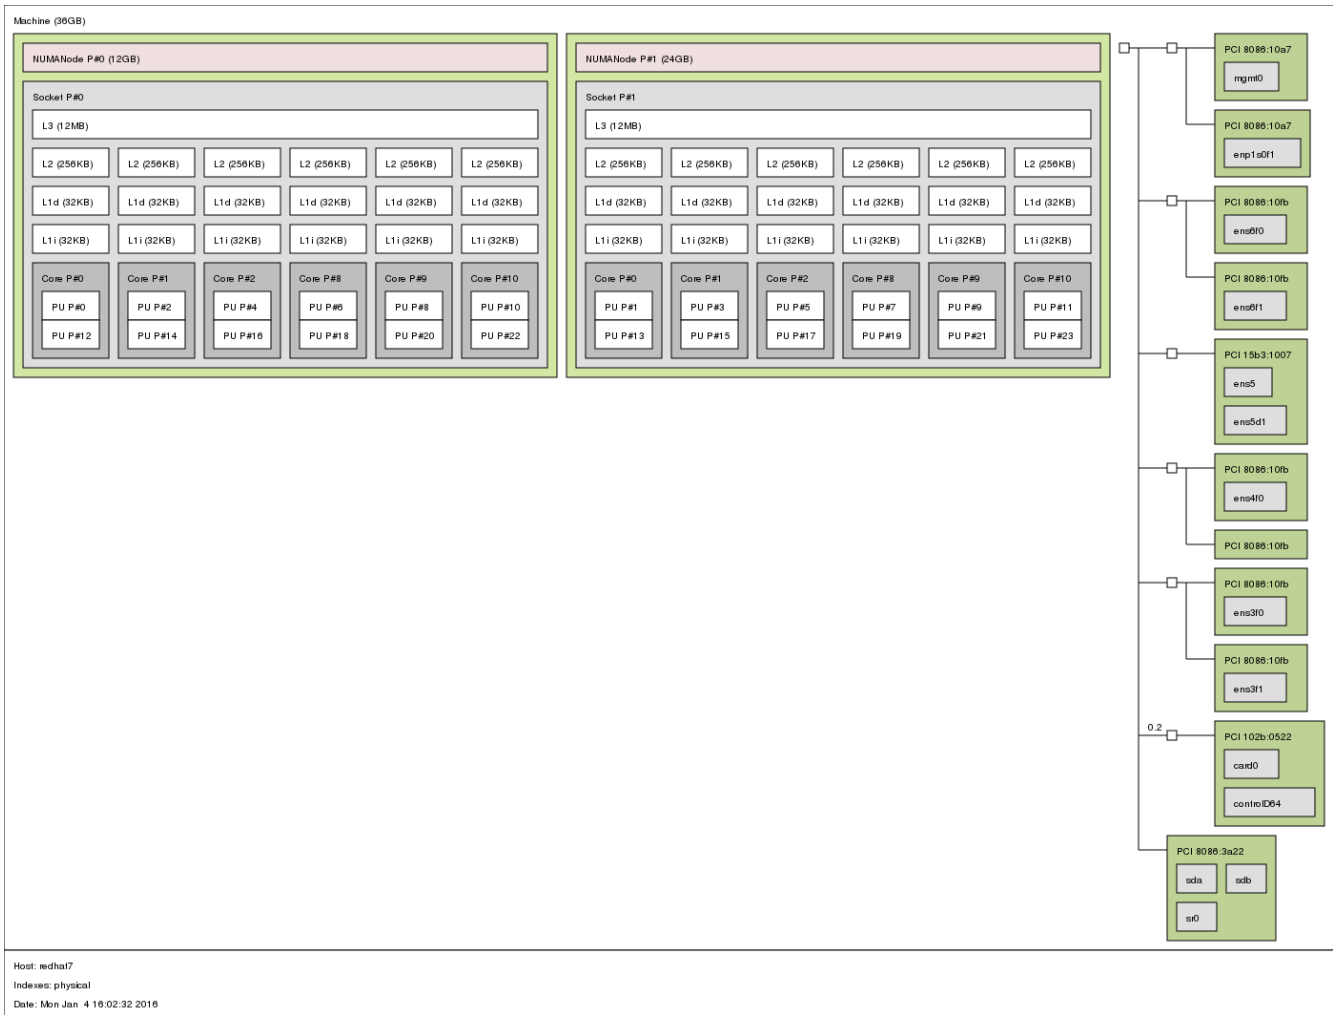 Machine (36GB)
NUMANode P#0 (12GB)
Socket P#0
L3 (12MB)
L2 (256KB) L2 (256KB) L2 (256KB) L2 (256KB) L2 (256KB) L2 (256KB)
L1d (32KB) L1d (32KB) L1d (32KB) L1d (32KB) L1d (32KB) L1d (32KB)
L1i (32KB) L1i (32KB) L1i (32KB) L1i (32KB) L1i (32KB) L1i (32KB)
Core P#0 Core P#1 Core P#2 Core P#8 Core P#9 Core P#10
PU P#0 PU P#2 PU P#4 PU P#6 PU P#8 PU P#10
PU P#12 PU P#14 PU P#16 PU P#18 PU P#20 PU P#22
NUMANode P#1 (24GB)
Socket P#1
L3 (12MB)
L2 (256KB) L2 (256KB) L2 (256KB) L2 (256KB) L2 (256KB) L2 (256KB)
L1d (32KB) L1d (32KB) L1d (32KB) L1d (32KB) L1d (32KB) L1d (32KB)
L1i (32KB) L1i (32KB) L1i (32KB) L1i (32KB) L1i (32KB) L1i (32KB)
Core P#0 Core P#1 Core P#2 Core P#8 Core P#9 Core P#10
PU P#1 PU P#3 PU P#5 PU P#7 PU P#9 PU P#11
PU P#13 PU P#15 PU P#17 PU P#19 PU P#21 PU P#23
PCI 8086:10a7
mgmt0
PCI 8086:10a7
enp1s0f1
PCI 8086:10fb
ens6f0
PCI 8086:10fb
ens6f1
PCI 15b3:1007
ens5
ens5d1
PCI 8086:10fb
ens4f0
PCI 8086:10fb
PCI 8086:10fb
ens3f0
PCI 8086:10fb
ens3f1
0.2
PCI 102b:0522
card0
controlD64
PCI 8086:3a22
sda sdb
sr0
Host: redhat7
Indexes: physical
Date: Mon Jan 4 16:02:32 2016